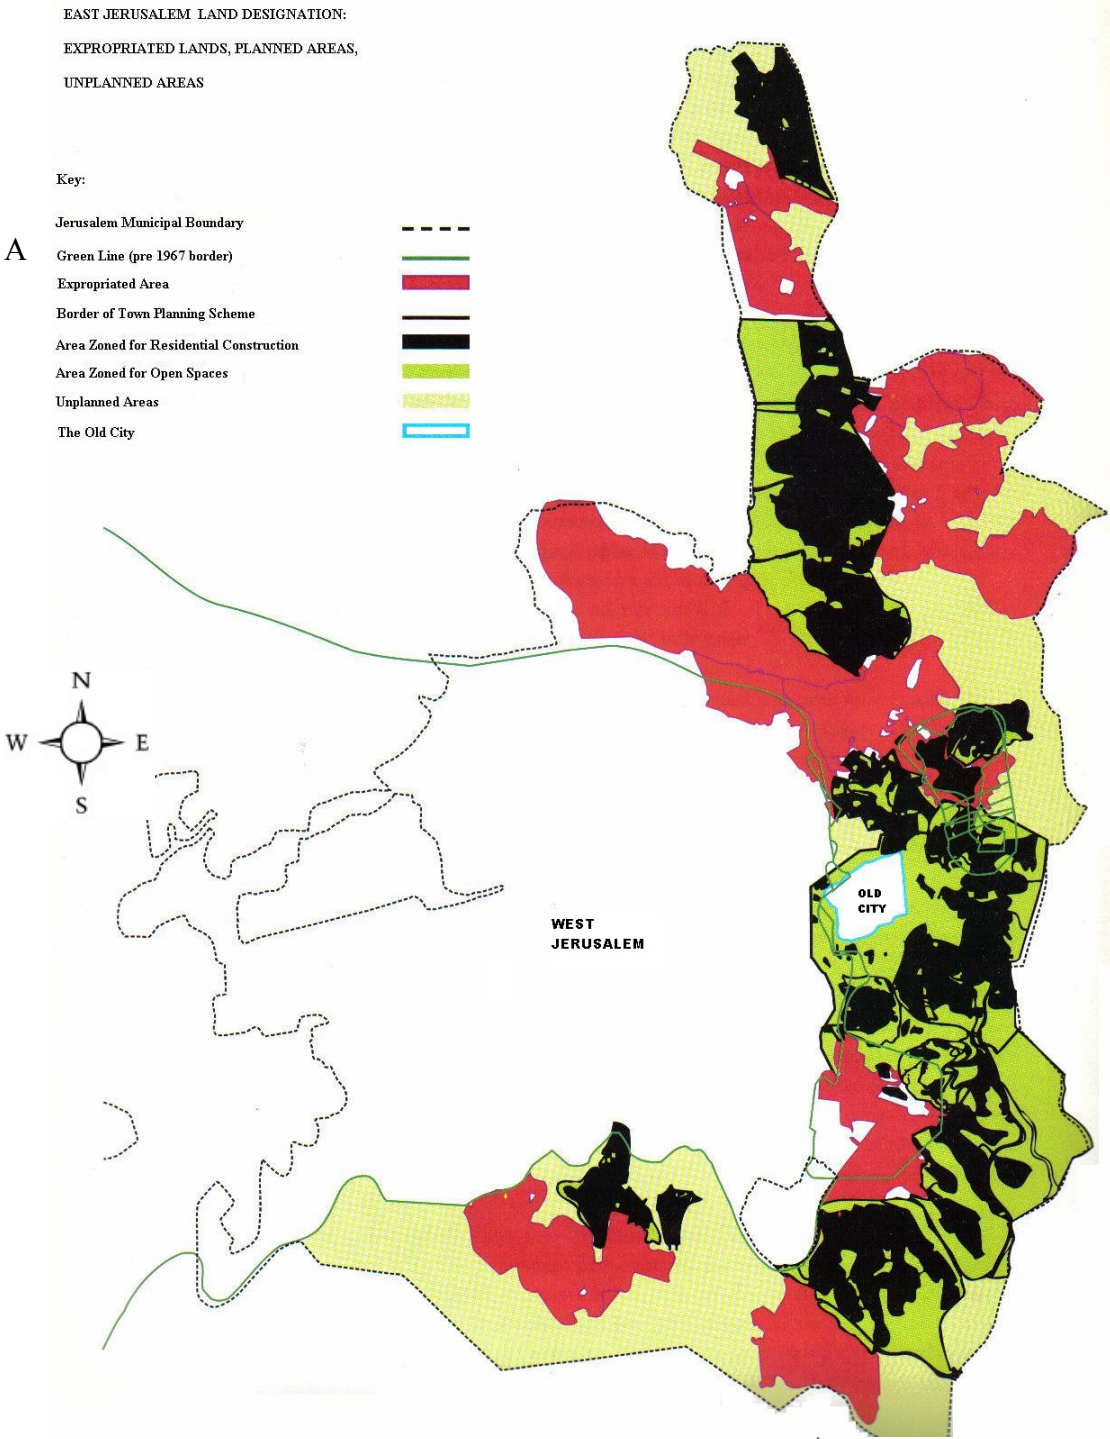 EAST JERUSALEM LAND DESIGNATION:
EXPROPRIATED LANDS, PLANNED AREAS,
UNPLANNED AREAS
Key:
Jerusalem Municipal Boundary
A
Green Line (pre 1967 border)
Expropriated Area
Border of Town Planning Scheme
Area Zoned for Residential Construction
Area Zoned for Open Spaces
Unplanned Areas
The Old City
N
W E
S
OLD
CITY
WEST
JERUSALEM